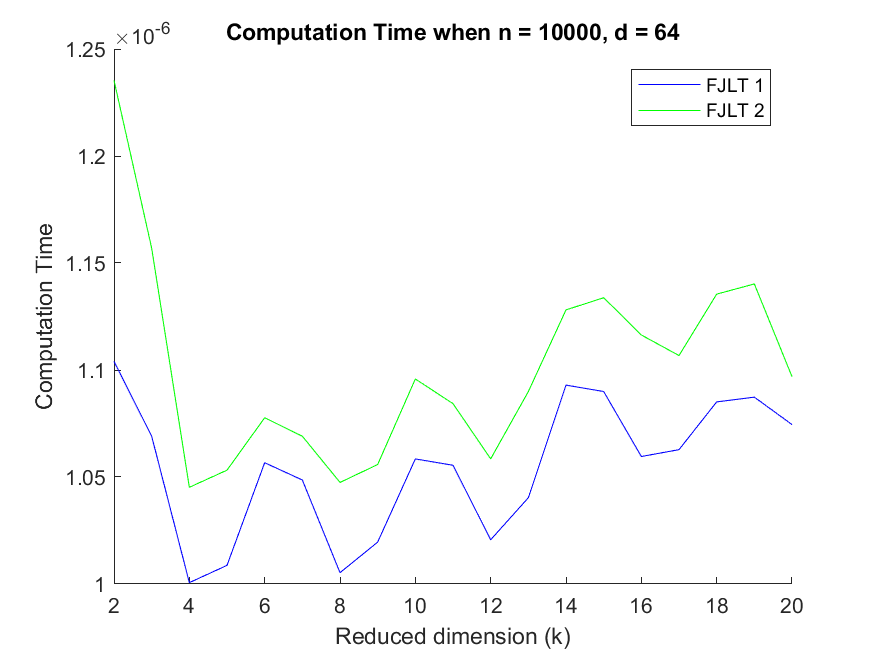 Computation Time when n = 10000, d = 64
×10-6
1.25
1.2
1.15
1.1
1.05
1
Computation Time
FJLT 1
FJLT 2
2 4 6 8 10 12 14 16 18 20
Reduced dimension (k)